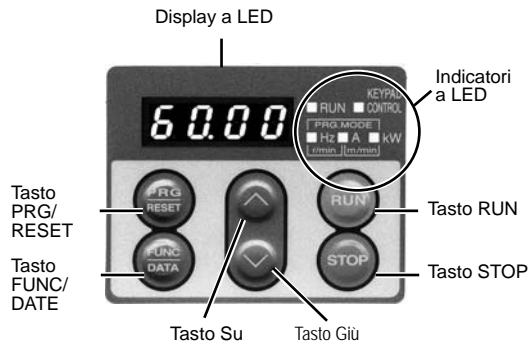 Display a LED
Indicatori
a LED
KEYPAD
RUN CONTROL
60.00
PRG.MODE
Hz A kW
r/min m/min
Tasto
PRG/
RESET
PRG
RESET
RUN
Tasto RUN
Tasto
FUNC/
DATE
FUNC
DATA
STOP
Tasto STOP
Tasto Su
Tasto Giù